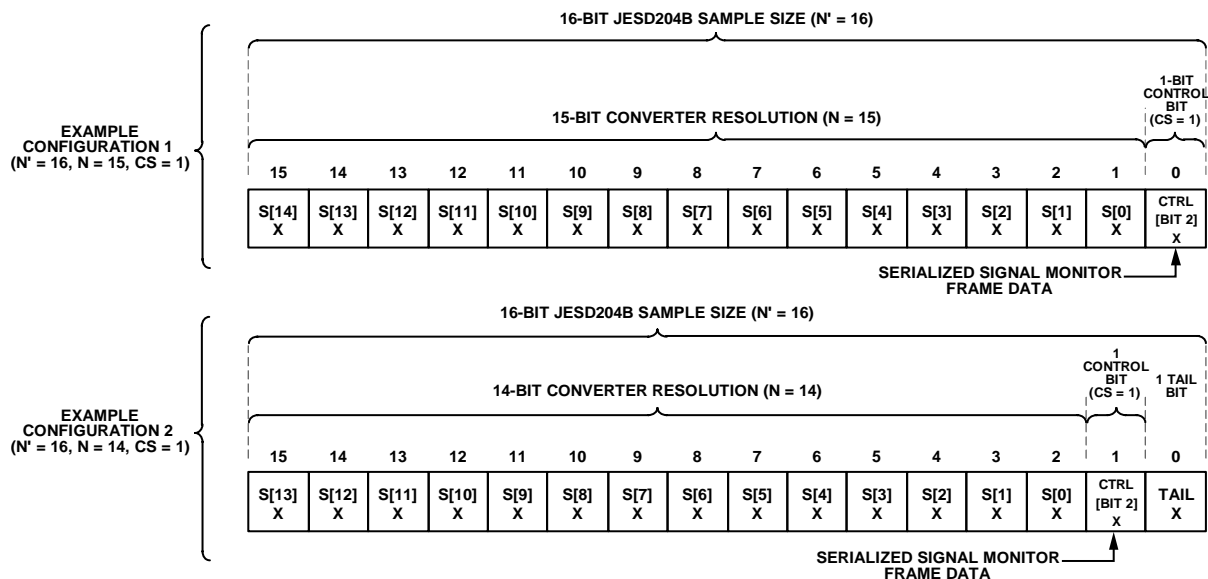 16-BIT JESD204B SAMPLE SIZE (N' = 16)
1-BIT
CONTROL
BIT
(CS = 1)
15-BIT CONVERTER RESOLUTION (N = 15)
EXAMPLE
CONFIGURATION 1
(N' = 16, N = 15, CS = 1)
15 14 13 12 11 10 9 8 7 6 5 4 3 2 1 0
S[14] S[13] S[12] S[11] S[10] S[9] S[8] S[7] S[6] S[5] S[4] S[3] S[2] S[1] S[0] CTRL
[BIT 2]
X X X X X X X X X X X X X X X X
SERIALIZED SIGNAL MONITOR
FRAME DATA
16-BIT JESD204B SAMPLE SIZE (N' = 16)
1
CONTROL
BIT
(CS = 1)
1 TAIL
BIT
14-BIT CONVERTER RESOLUTION (N = 14)
EXAMPLE
CONFIGURATION 2
(N' = 16, N = 14, CS = 1)
15 14 13 12 11 10 9 8 7 6 5 4 3 2 1 0
S[13] S[12] S[11] S[10] S[9] S[8] S[7] S[6] S[5] S[4] S[3] S[2] S[1] S[0] CTRL
[BIT 2] TAIL
X X X X X X X X X X X X X X X X
SERIALIZED SIGNAL MONITOR
FRAME DATA